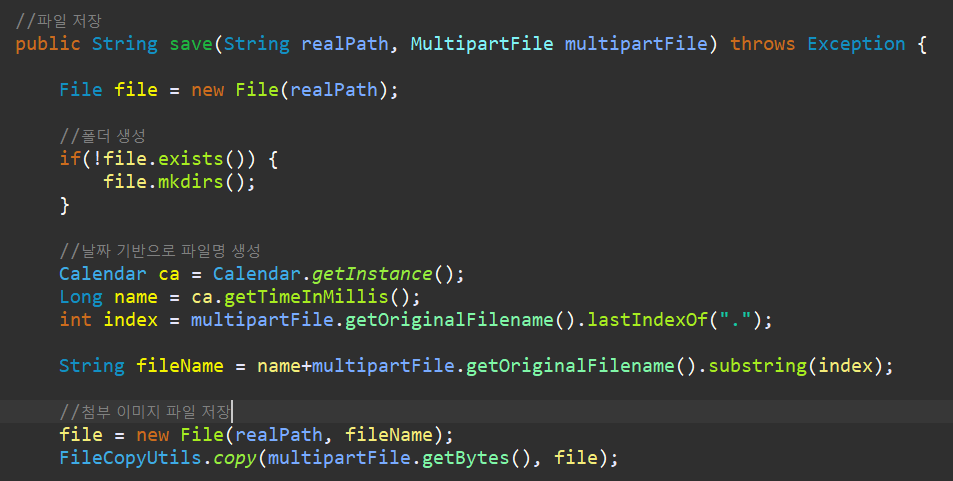 //파일 저장
public String save(String realPath, MultipartFile multipartFile) throws Exception {
File file = new File(realPath);
//폴더 생성
if(!file.exists()) {
file.mkdirs();
}
//날짜 기반으로 파일명 생성
Calendar ca = Calendar.getInstance();
Long name = ca.getTimeInMillis();
int index = multipartFile.getOriginalFilename().lastIndexOf(".");
String fileName = name+multipartFile.getOriginalFilename().substring(index);
//첨부 이미지 파일 저장
file = new File(realPath, fileName);
FileCopyUtils.copy(multipartFile.getBytes(), file);